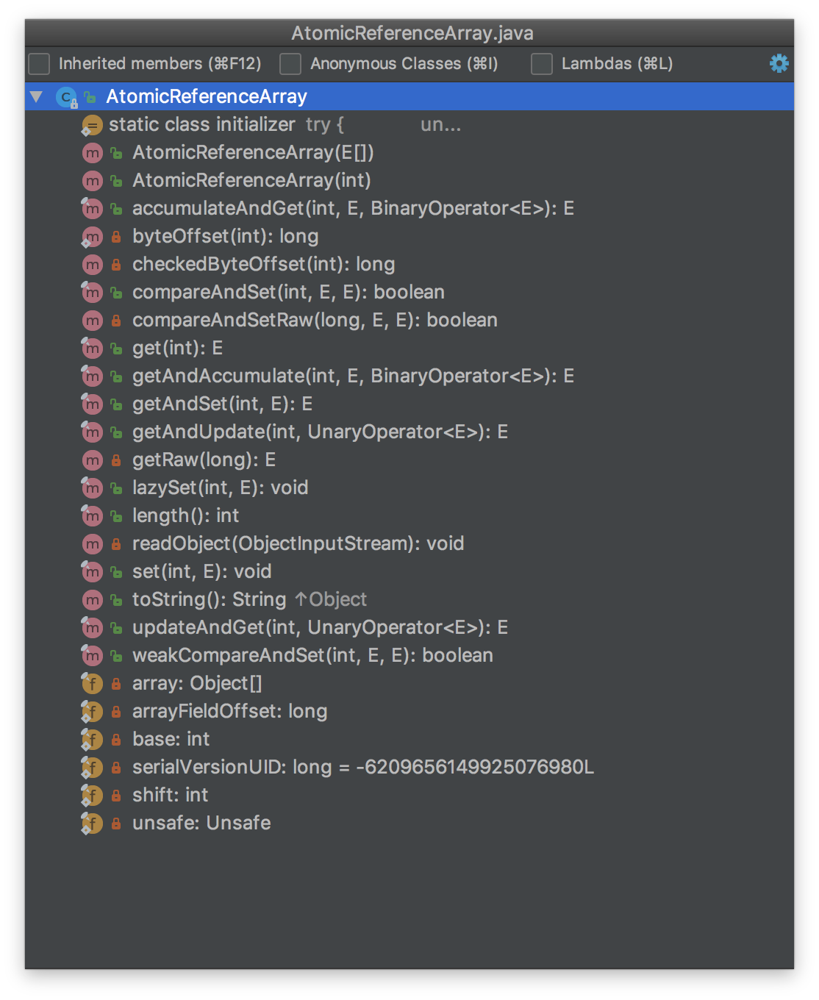 AtomicReferenceArray.java
Inherited members (⌘F12) Anonymous Classes (⌘I) Lambdas (⌘L)
AtomicReferenceArray
static class initializer try { un...
AtomicReferenceArray(E[])
AtomicReferenceArray(int)
accumulateAndGet(int, E, BinaryOperator<E>): E
byteOffset(int): long
checkedByteOffset(int): long
compareAndSet(int, E, E): boolean
compareAndSetRaw(long, E, E): boolean
get(int): E
getAndAccumulate(int, E, BinaryOperator<E>): E
getAndSet(int, E): E
getAndUpdate(int, UnaryOperator<E>): E
getRaw(long): E
lazySet(int, E): void
length(): int
readObject(ObjectInputStream): void
set(int, E): void
toString(): String ↑Object
updateAndGet(int, UnaryOperator<E>): E
weakCompareAndSet(int, E, E): boolean
array: Object[]
arrayFieldOffset: long
base: int
serialVersionUID: long = -6209656149925076980L
shift: int
unsafe: Unsafe